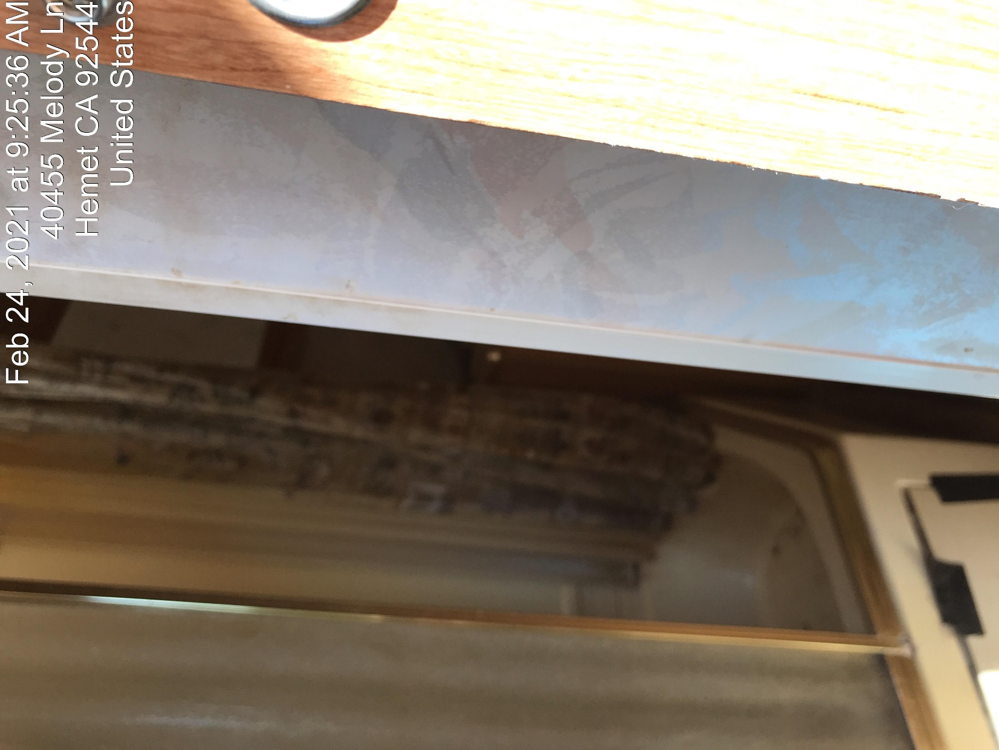 Feb 24, 2021 at 9:25:36 AM
40455 Melody Ln
Hemet CA 92544
United States